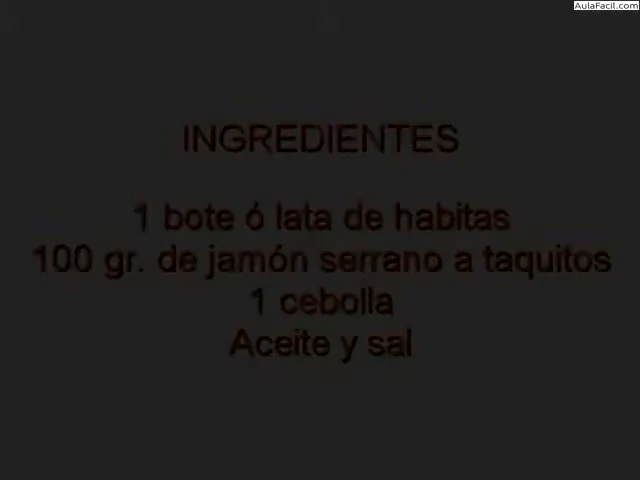 AulaFacil.com
INGREDIENTES
1 bote ó lata de habitas
100 gr. de jamón serrano a taquitos
1 cebolla
Aceite y sal